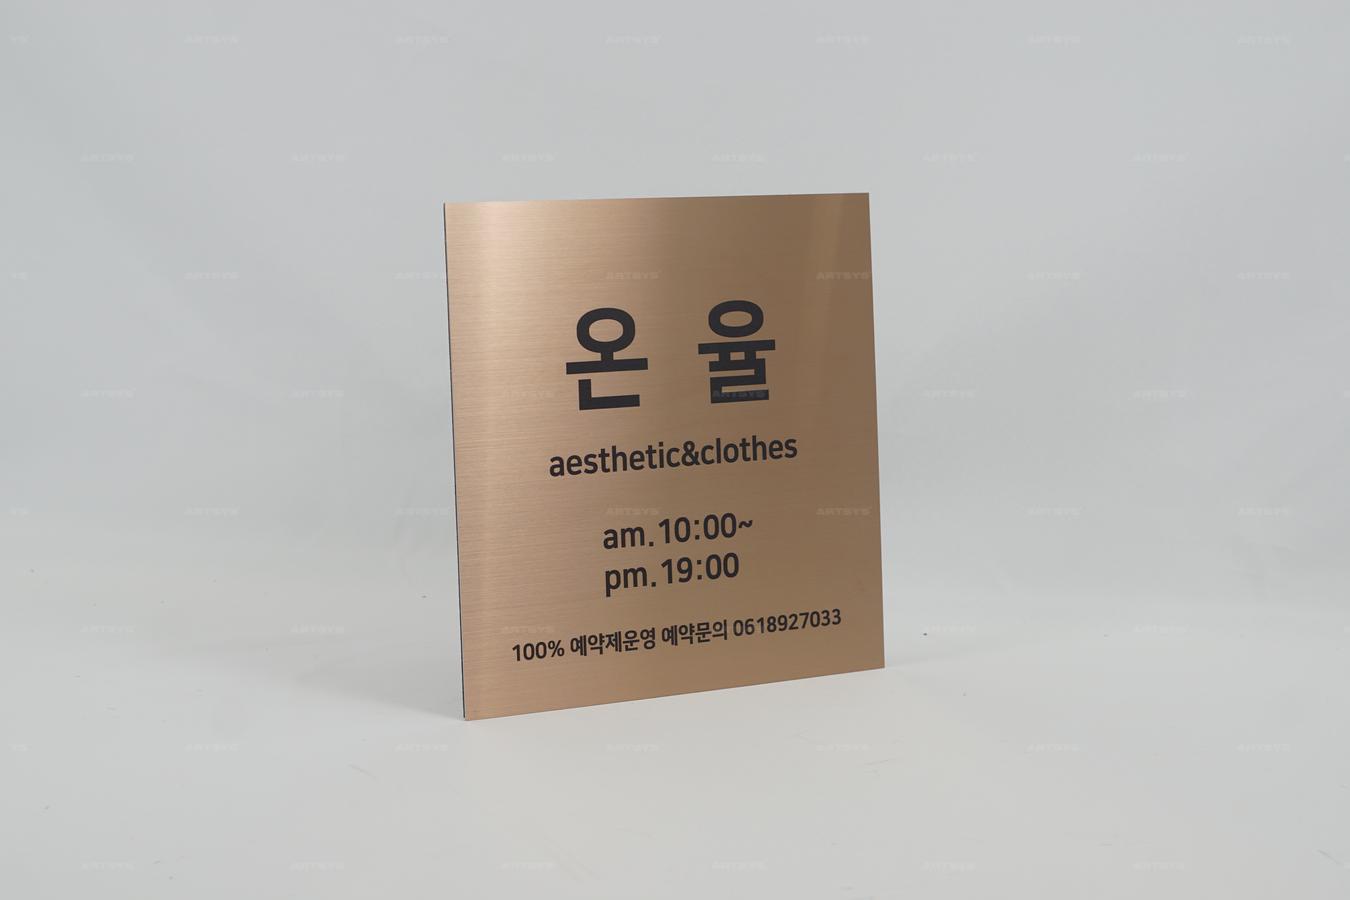 온 율
aesthetic&clothes
am.10:00~
pm.19:00
100% 예약제운영 예약문의 0618927033
ARTSYS